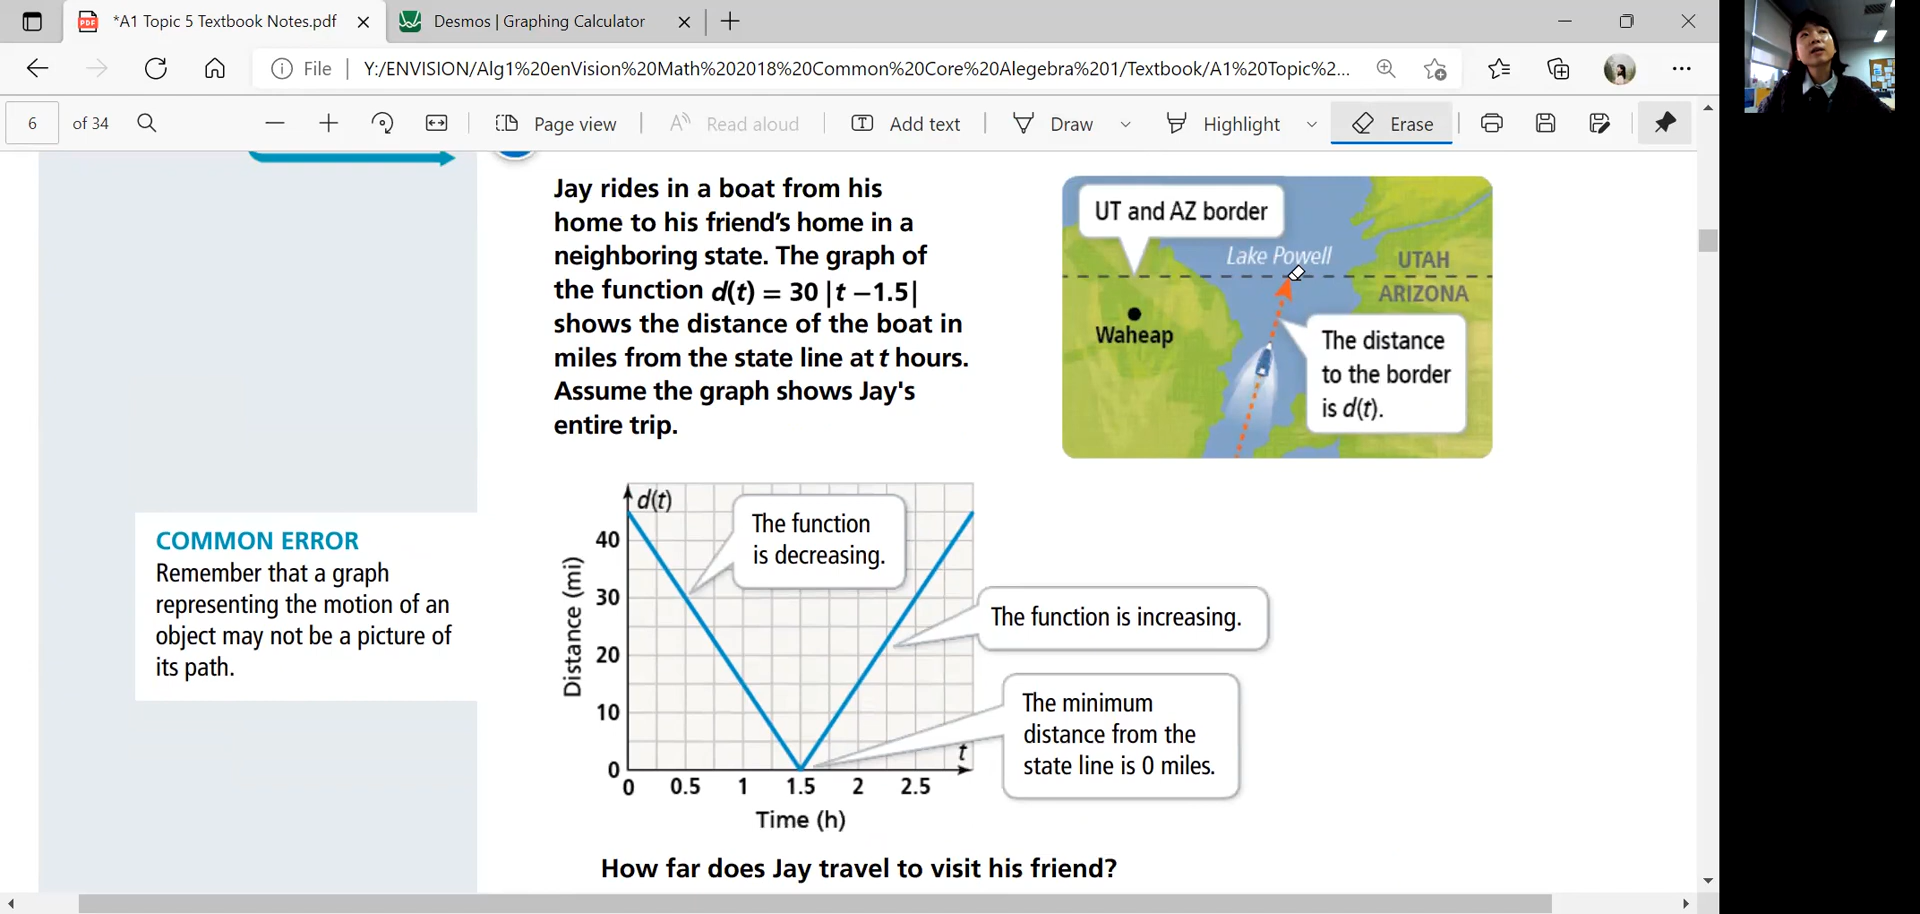 *A1 Topic 5 Textbook Notes.pdf
Desmos | Graphing Calculator
File
Y:/ENVISION/Alg1%20enVision%20Math%202018%20Common%20Core%20Alegebra%201/Textbook/A1%20Topic%2...
6 of 34
Page view
Read aloud
Add text
Draw
Highlight
Erase
Jay rides in a boat from his
home to his friend's home in a
neighboring state. The graph of
the function d(t) = 30 |t −1.5|
shows the distance of the boat in
miles from the state line at t hours.
Assume the graph shows Jay's
entire trip.
UT and AZ border
Lake Powell
UTAH
ARIZONA
Waheap
The distance
to the border
is d(t).
COMMON ERROR
Remember that a graph
representing the motion of an
object may not be a picture of
its path.
d(t)
Distance (mi)
40
30
20
10
0
0 0.5 1 1.5 2 2.5
t
Time (h)
The function
is decreasing.
The function is increasing.
The minimum
distance from the
state line is 0 miles.
How far does Jay travel to visit his friend?